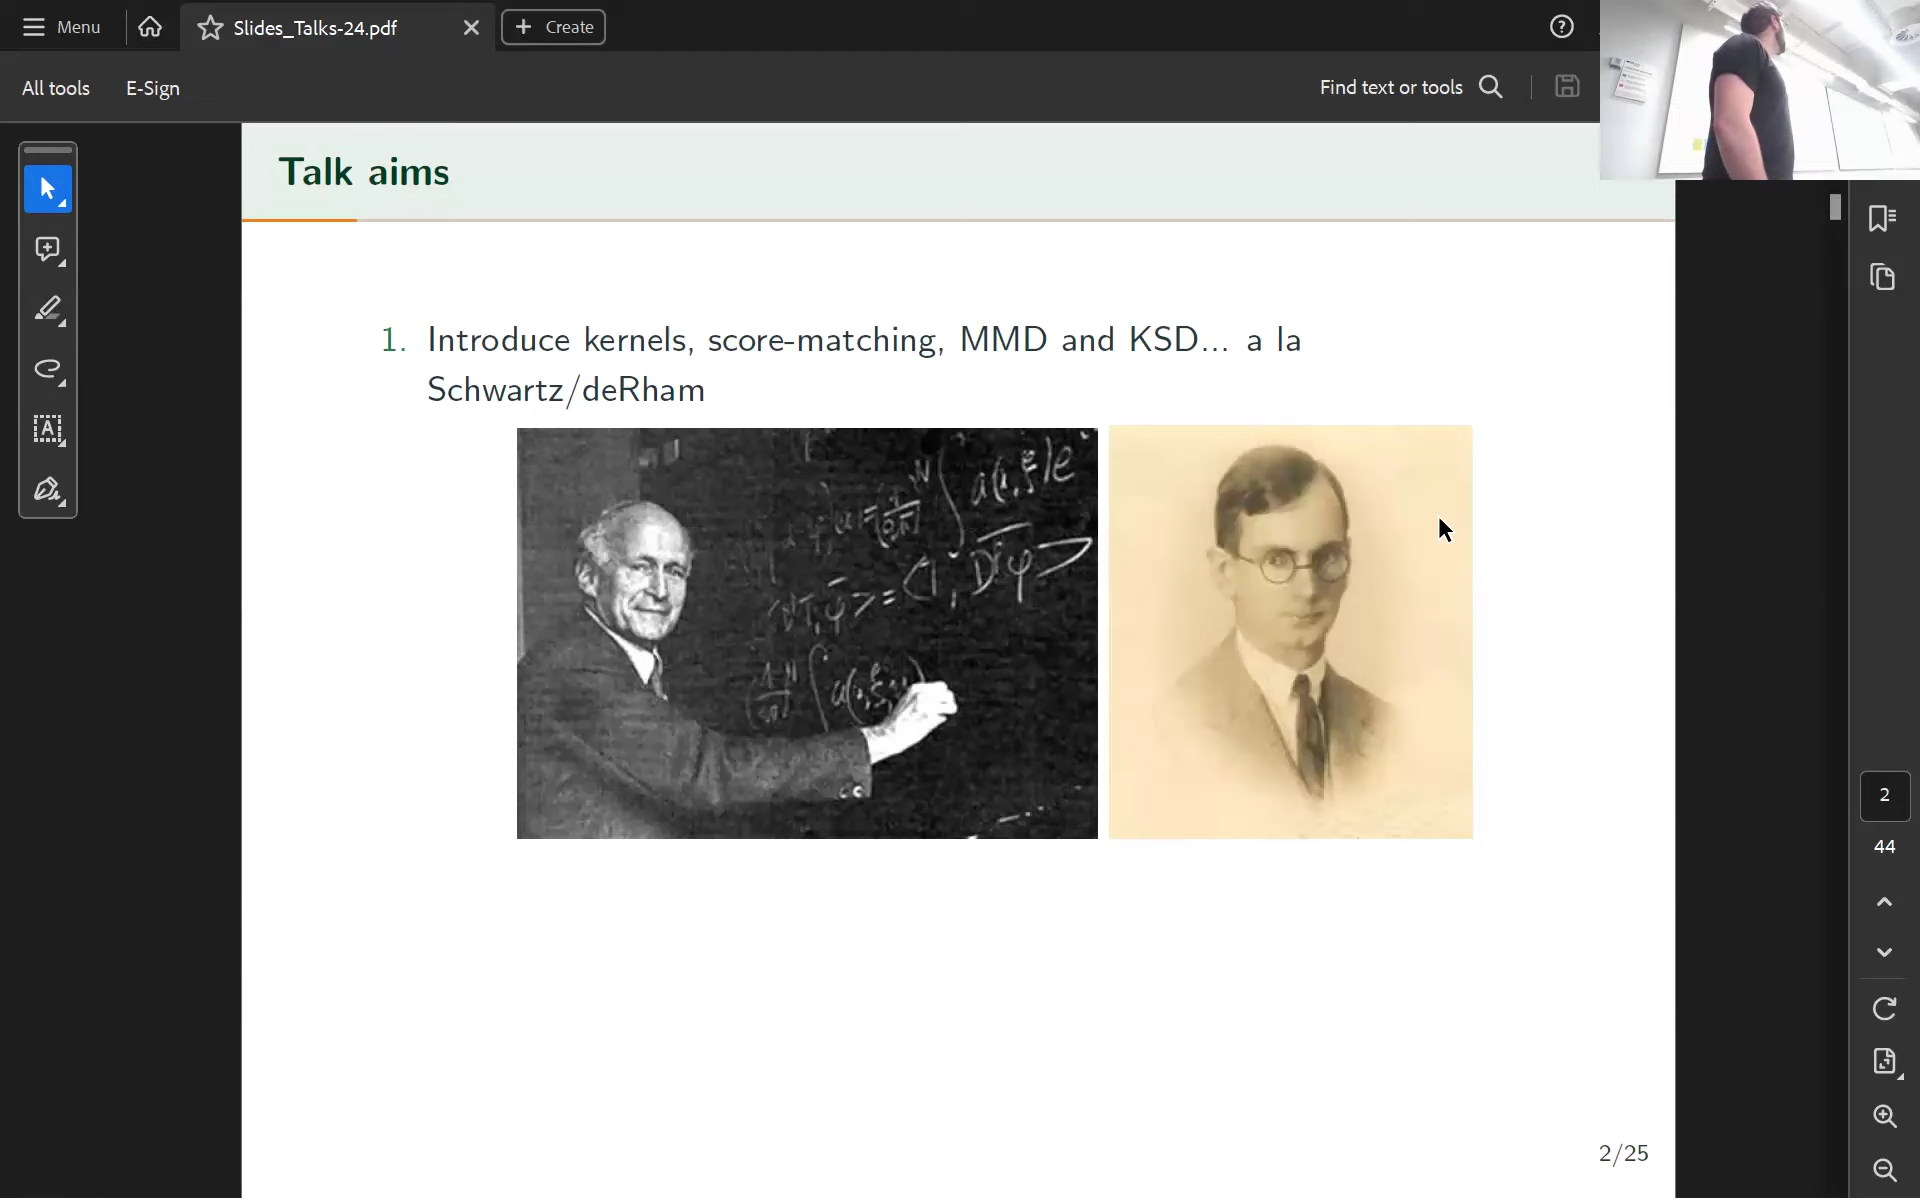 Menu
Slides_Talks-24.pdf
Create
All tools
E-Sign
Find text or tools
Talk aims
1. Introduce kernels, score-matching, MMD and KSD... a la
Schwartz/deRham
2
44
2/25